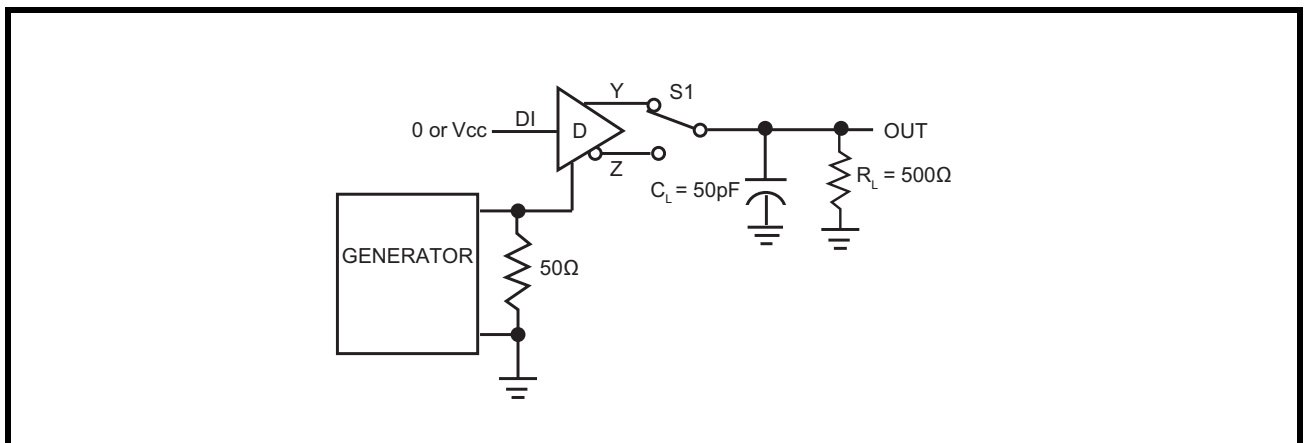 Y
S1
0 or Vcc
DI
D
OUT
Z
C_L = 50pF
R_L = 500Ω
GENERATOR
50Ω